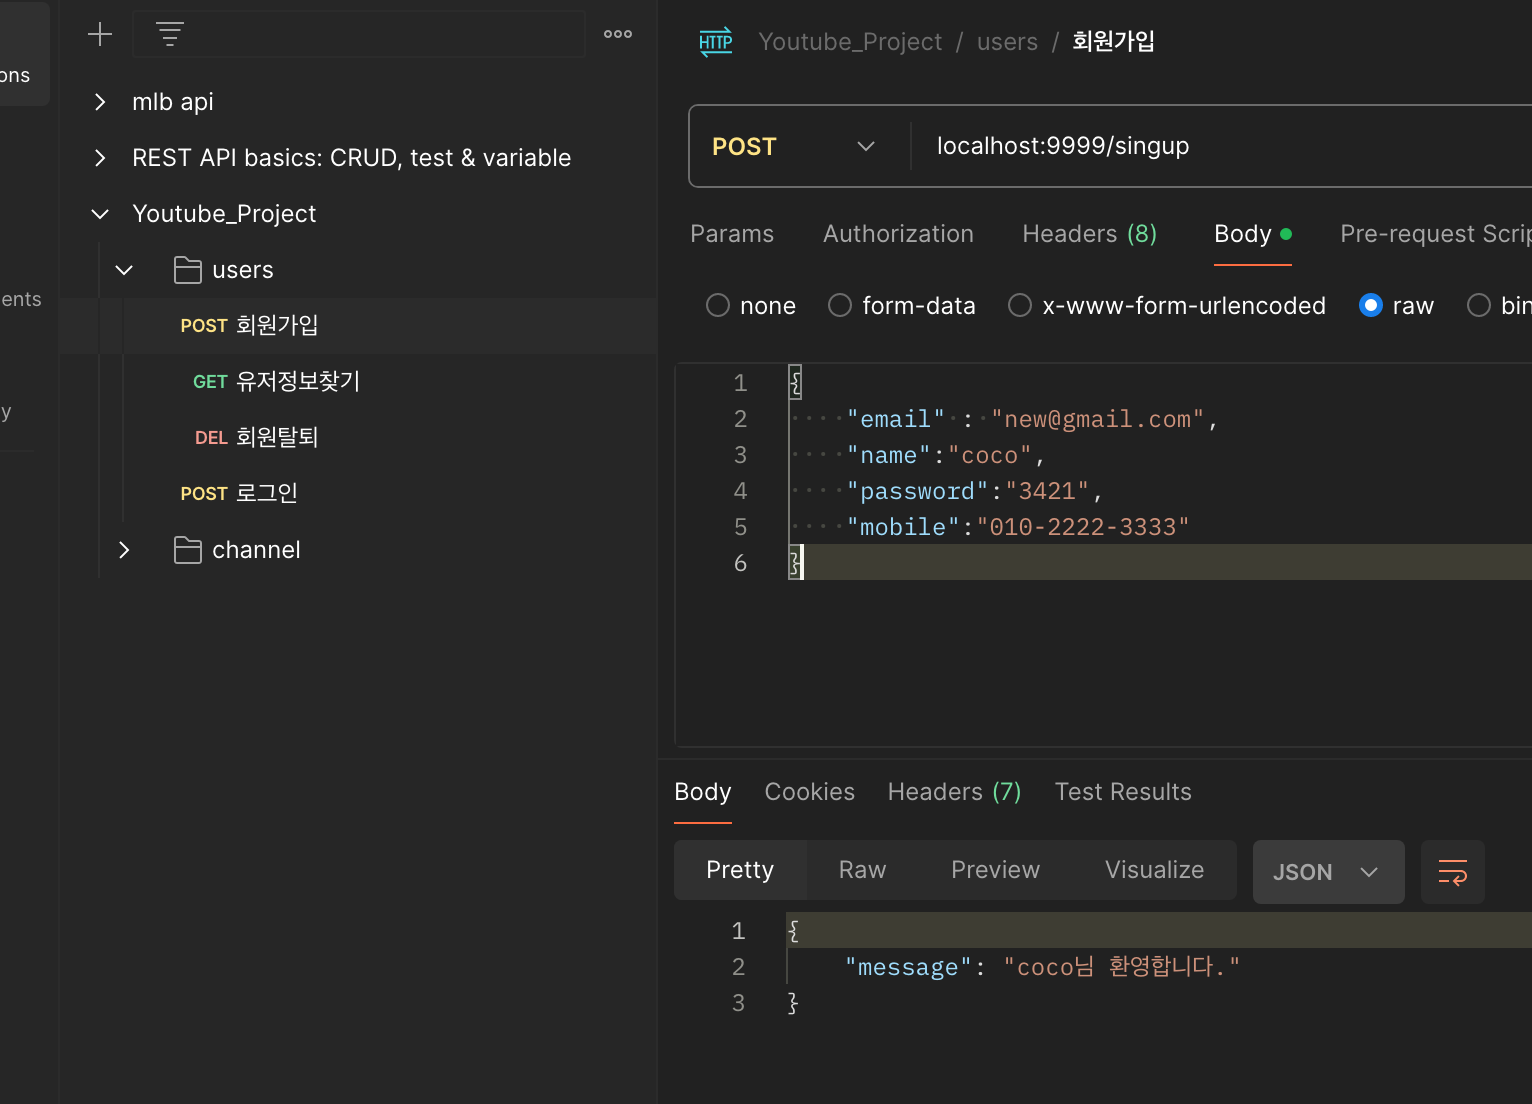 ons
ents
y
mlb api
REST API basics: CRUD, test & variable
Youtube_Project
users
POST 회원가입
GET 유저정보찾기
DEL 회원탈퇴
POST 로그인
channel
HTTP Youtube_Project / users / 회원가입
POST localhost:9999/singup
Params Authorization Headers (8) Body Pre-request Scrip
none form-data x-www-form-urlencoded raw bin
1 {
2 "email" : "new@gmail.com",
3 "name":"coco",
4 "password":"3421",
5 "mobile":"010-2222-3333"
6 }
Body Cookies Headers (7) Test Results
Pretty Raw Preview Visualize JSON
1 {
2 "message": "coco님 환영합니다."
3 }